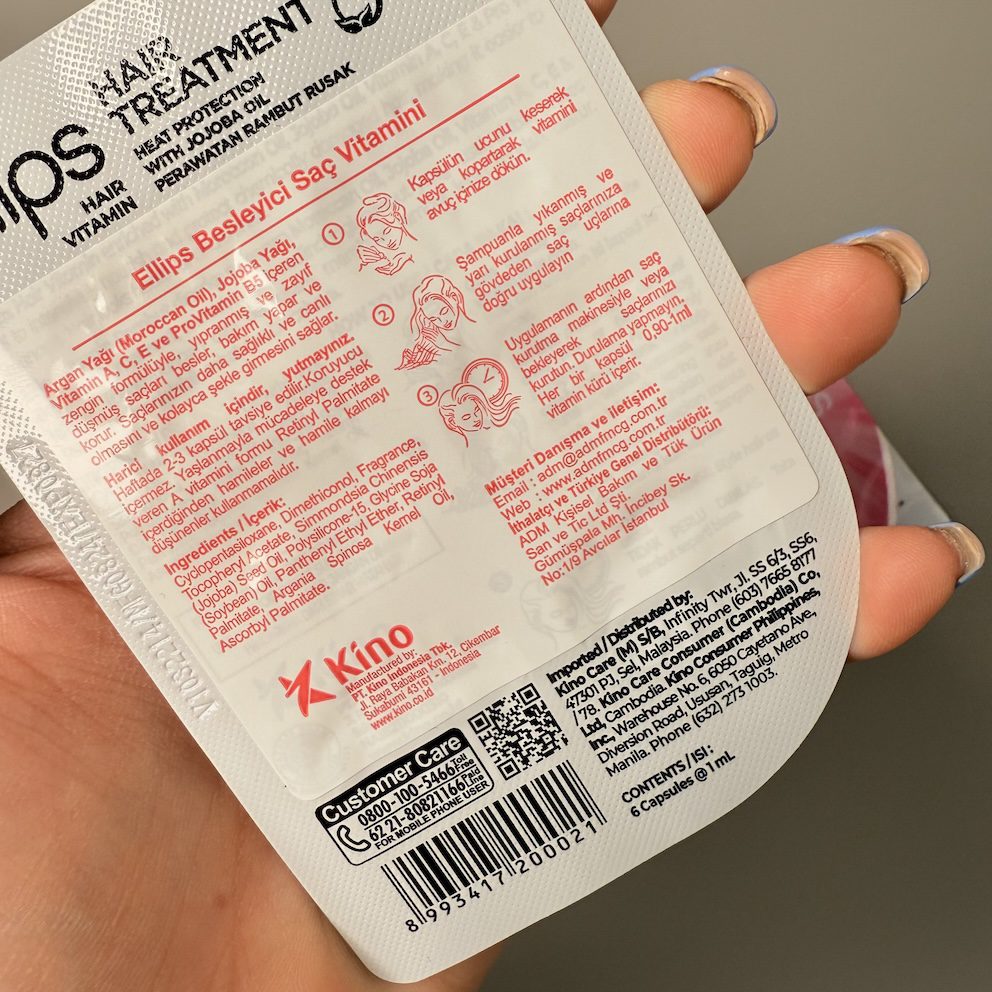 HAIR
TREATMENT
HEAT PROTECTION
WITH JOJOBA OIL
PERAWATAN RAMBUT RUSAK
ips
HAIR
VITAMIN
Ellips Besleyici Saç Vitamini
Argan Yağı (Moroccan Oil), Jojoba Yağı,
Vitamin A, C, E ve ProVitamin B5 içeren
zengin formülüyle, yıpranmış ve zayıf
düşmüş saçları besler, bakım yapar ve
korur. Saçlarınızın daha sağlıklı ve canlı
olmasını ve kolayca şekle girmesini sağlar.
Harici kullanım içindir, yutmayınız.
Haftada 2-3 kapsül tavsiye edilir.Koruyucu
içermez. Yaşlanmayla mücadeleye destek
veren A vitamini formu Retinyl Palmitate
içerdiğinden hamileler ve hamile kalmayı
düşünenler kullanmamalıdır.
Ingredients / İçerik:
Cyclopentasiloxane, Dimethiconol, Fragrance,
Tocopheryl Acetate, Simmondsia Chinensis
(Jojoba) Seed Oil, Polysilicone-15, Glycine Soja
(Soybean) Oil, Panthenyl Ethyl Ether, Retinyl
Palmitate, Argania Spinosa Kernel Oil,
Ascorbyl Palmitate.
1
Kapsülün ucunu keserek
veya kopartarak vitamini
avuç içinize dökün.
2
Şampuanla yıkanmış ve
yarı kurulanmış saçlarınıza
gövdeden saç uçlarına
doğru uygulayın
3
Uygulamanın ardından saç
kurutma makinesiyle veya
bekleyerek saçlarınızı
kurutun. Durulama yapmayın.
Her bir kapsül 0,90-1ml
vitamin kürü içerir.
Müşteri Danışma ve iletişim:
Email : adm@admfmcg.com.tr
Web : www.admfmcg.com.tr
İthalatçı ve Türkiye Genel Distribütörü:
ADM Kişisel Bakım ve Tük. Ürün
San ve Tic Ltd Şti.
Gümüşpala Mh. İncibey Sk.
No:1/9 Avcılar İstanbul
Kino
Manufactured by:
PT. Kino Indonesia Tbk.
Jl. Raya Babakan Km. 12, Cikembar
Sukabumi 43161 - Indonesia
www.kino.co.id
Customer Care
0800-100-5466 Toll Free
62 21-80821166 Paid Line
FOR MOBILE PHONE USER
8 993417 200021
Imported / Distributed by:
Kino Care (M) S/B, Infinity Twr, Jl. SS 6/3, SS6,
47301 PJ, Sel, Malaysia. Phone (603) 7665 8177
/ 78. Kino Care Consumer (Cambodia) Co,
Ltd, Cambodia. Kino Consumer Philippines,
Inc, Warehouse No. 6, 6050 Cayetano Ave,
Diversion Road, Ususan, Taguig, Metro
Manila. Phone (632) 273 1003.
CONTENTS / ISI :
6 Capsules @ 1 mL